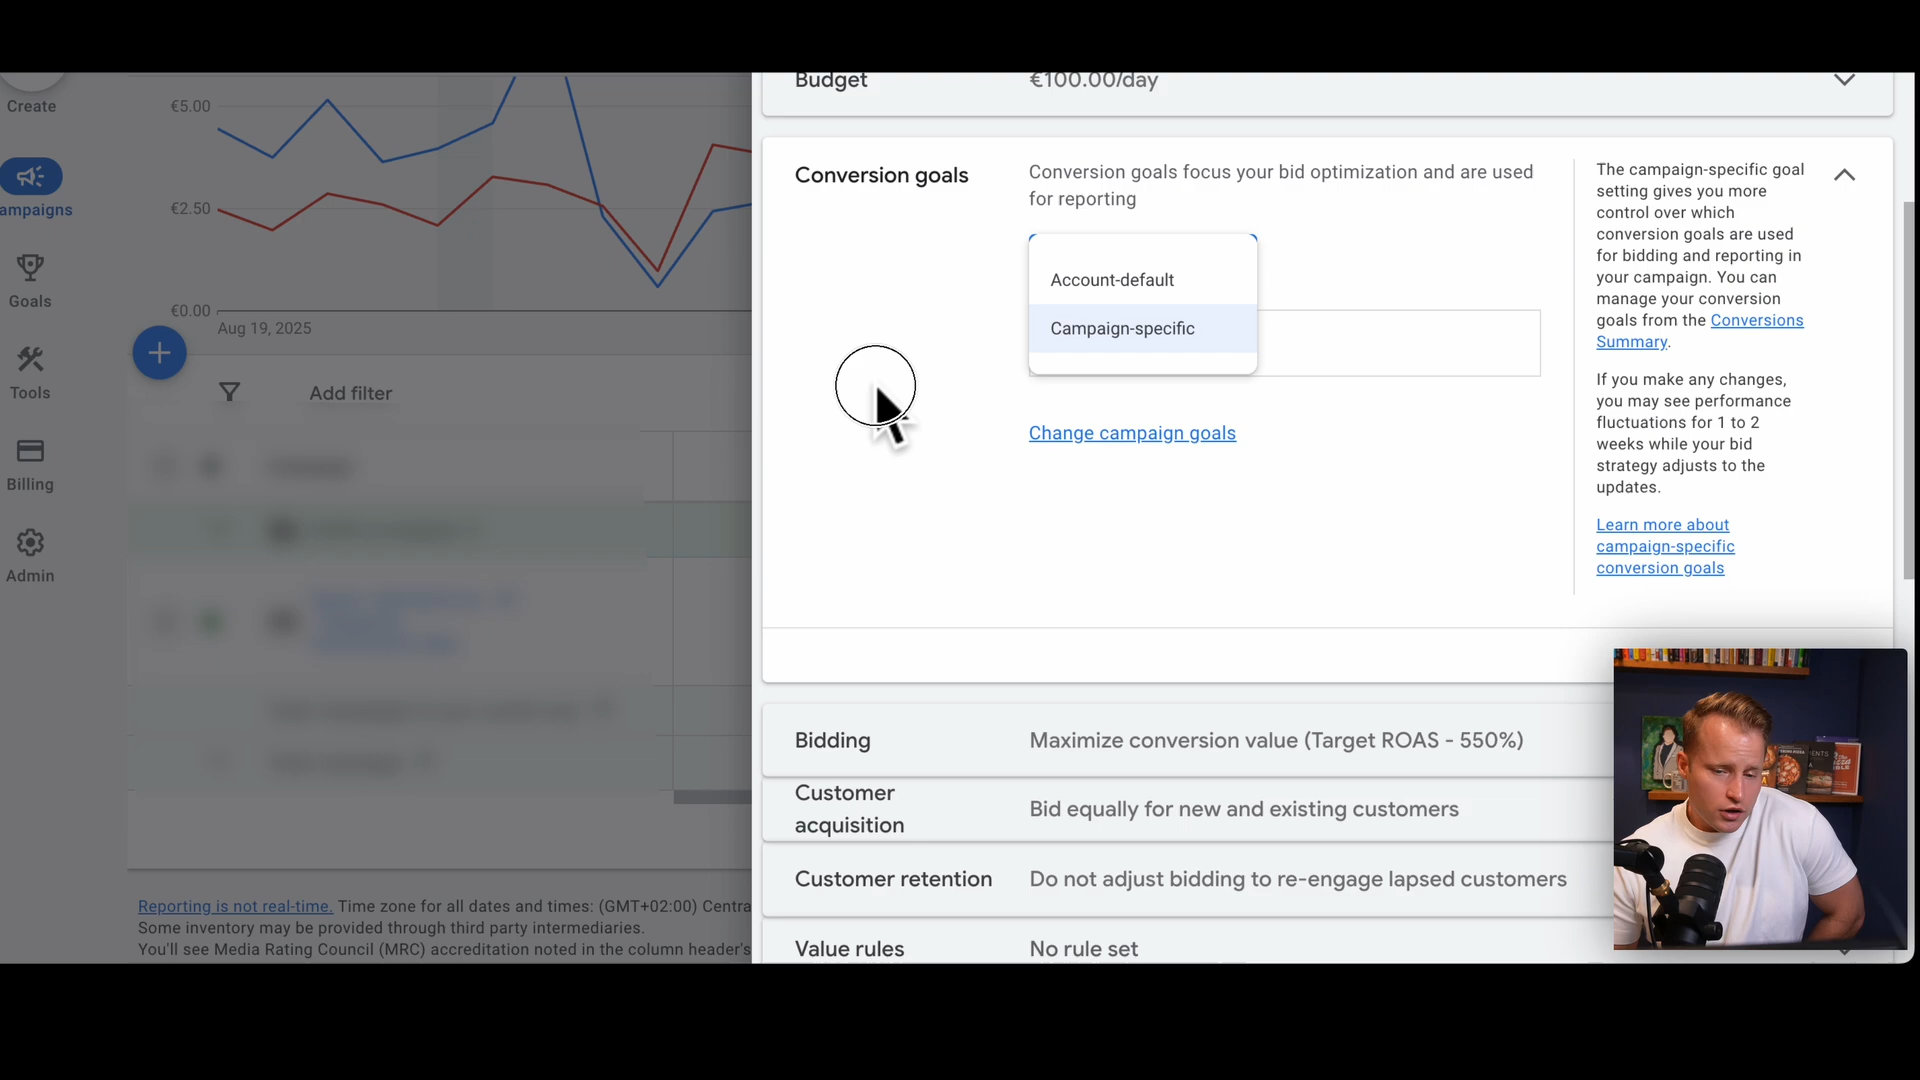 Create
ampaigns
Goals
Tools
Billing
Admin
€5.00
€2.50
€0.00
Aug 19, 2025
Add filter
Reporting is not real-time. Time zone for all dates and times: (GMT+02:00) Centra
Some inventory may be provided through third party intermediaries.
You'll see Media Rating Council (MRC) accreditation noted in the column header's
Budget
€100.00/day
Conversion goals
Conversion goals focus your bid optimization and are used
for reporting
Account-default
Campaign-specific
Change campaign goals
The campaign-specific goal
setting gives you more
control over which
conversion goals are used
for bidding and reporting in
your campaign. You can
manage your conversion
goals from the Conversions
Summary.
If you make any changes,
you may see performance
fluctuations for 1 to 2
weeks while your bid
strategy adjusts to the
updates.
Learn more about
campaign-specific
conversion goals
Bidding
Maximize conversion value (Target ROAS - 550%)
Customer
acquisition
Bid equally for new and existing customers
Customer retention
Do not adjust bidding to re-engage lapsed customers
Value rules
No rule set